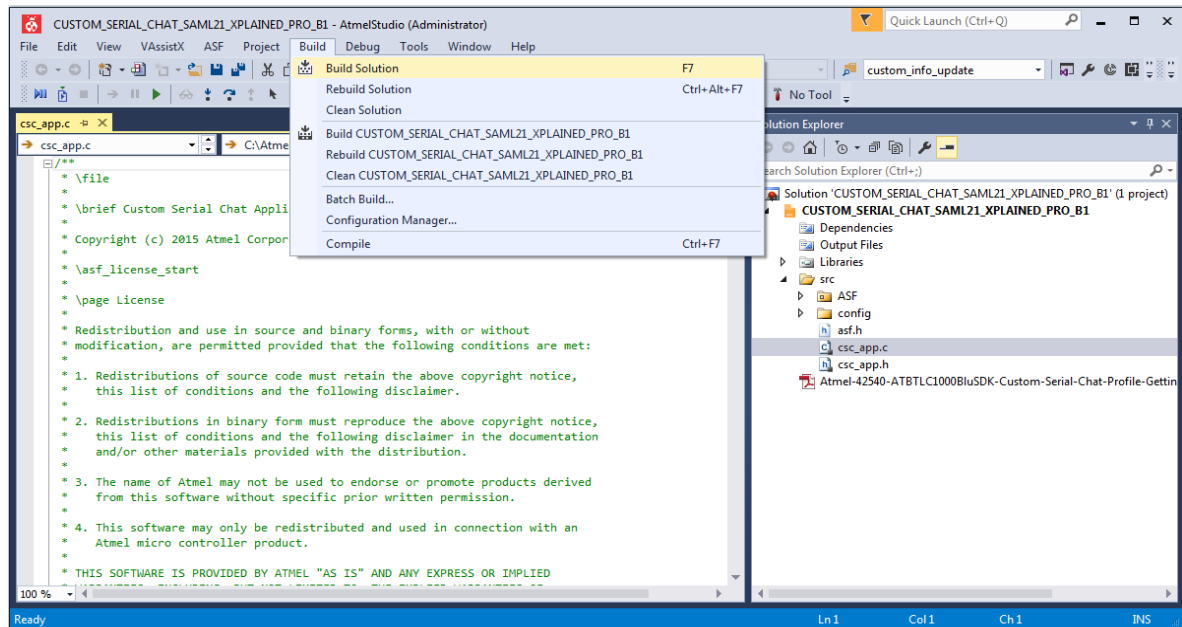 CUSTOM_SERIAL_CHAT_SAML21_XPLAINED_PRO_B1 - AtmelStudio (Administrator)
Quick Launch (Ctrl+Q)
File Edit View VAssistX ASF Project Build Debug Tools Window Help
custom_info_update
No Tool
Build Solution F7
Rebuild Solution Ctrl+Alt+F7
Clean Solution
Build CUSTOM_SERIAL_CHAT_SAML21_XPLAINED_PRO_B1
Rebuild CUSTOM_SERIAL_CHAT_SAML21_XPLAINED_PRO_B1
Clean CUSTOM_SERIAL_CHAT_SAML21_XPLAINED_PRO_B1
Batch Build...
Configuration Manager...
Compile Ctrl+F7
csc_app.c
csc_app.c C:\Atme
/**
* \file
*
* \brief Custom Serial Chat Appli
*
* Copyright (c) 2015 Atmel Corpor
*
* \asf_license_start
*
* \page License
*
* Redistribution and use in source and binary forms, with or without
* modification, are permitted provided that the following conditions are met:
*
* 1. Redistributions of source code must retain the above copyright notice,
* this list of conditions and the following disclaimer.
*
* 2. Redistributions in binary form must reproduce the above copyright notice,
* this list of conditions and the following disclaimer in the documentation
* and/or other materials provided with the distribution.
*
* 3. The name of Atmel may not be used to endorse or promote products derived
* from this software without specific prior written permission.
*
* 4. This software may only be redistributed and used in connection with an
* Atmel micro controller product.
*
* THIS SOFTWARE IS PROVIDED BY ATMEL "AS IS" AND ANY EXPRESS OR IMPLIED
100 %
olution Explorer
earch Solution Explorer (Ctrl+;)
Solution 'CUSTOM_SERIAL_CHAT_SAML21_XPLAINED_PRO_B1' (1 project)
CUSTOM_SERIAL_CHAT_SAML21_XPLAINED_PRO_B1
Dependencies
Output Files
Libraries
src
ASF
config
asf.h
csc_app.c
csc_app.h
Atmel-42540-ATBTLC1000BluSDK-Custom-Serial-Chat-Profile-Gettin
Ready Ln 1 Col 1 Ch 1 INS